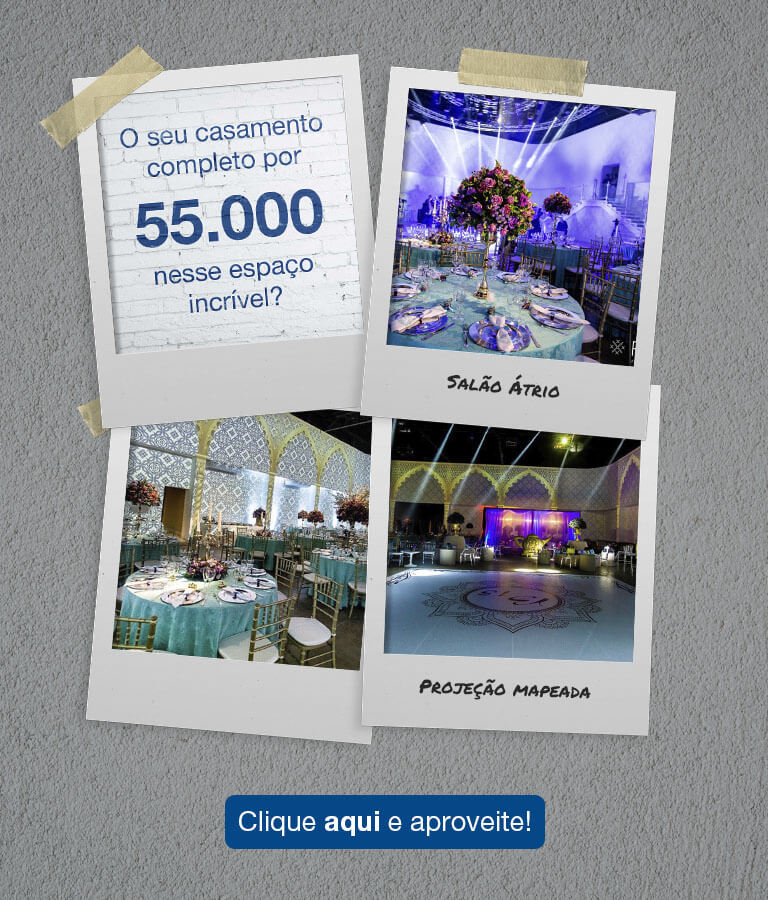 O seu casamento
completo por
55.000
nesse espaço
incrível?
Salão Átrio
Projeção mapeada
Clique aqui e aproveite!